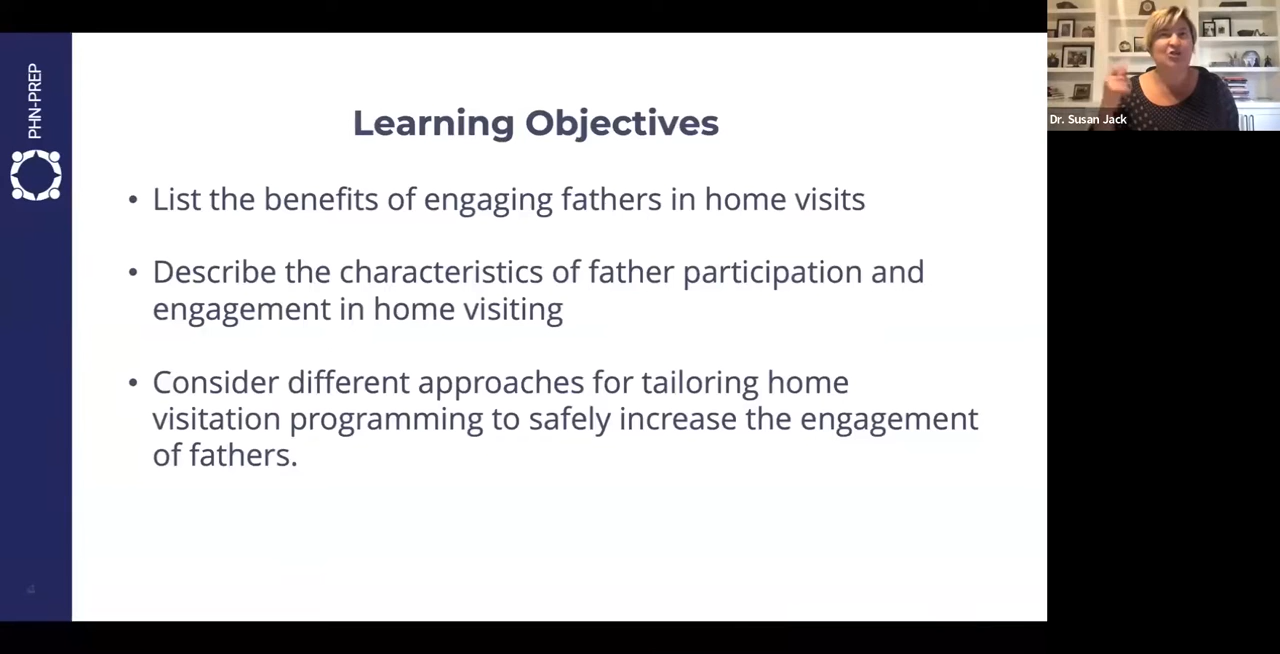 PHN-PREP
Learning Objectives
• List the benefits of engaging fathers in home visits
• Describe the characteristics of father participation and
engagement in home visiting
• Consider different approaches for tailoring home
visitation programming to safely increase the engagement
of fathers.
Dr. Susan Jack